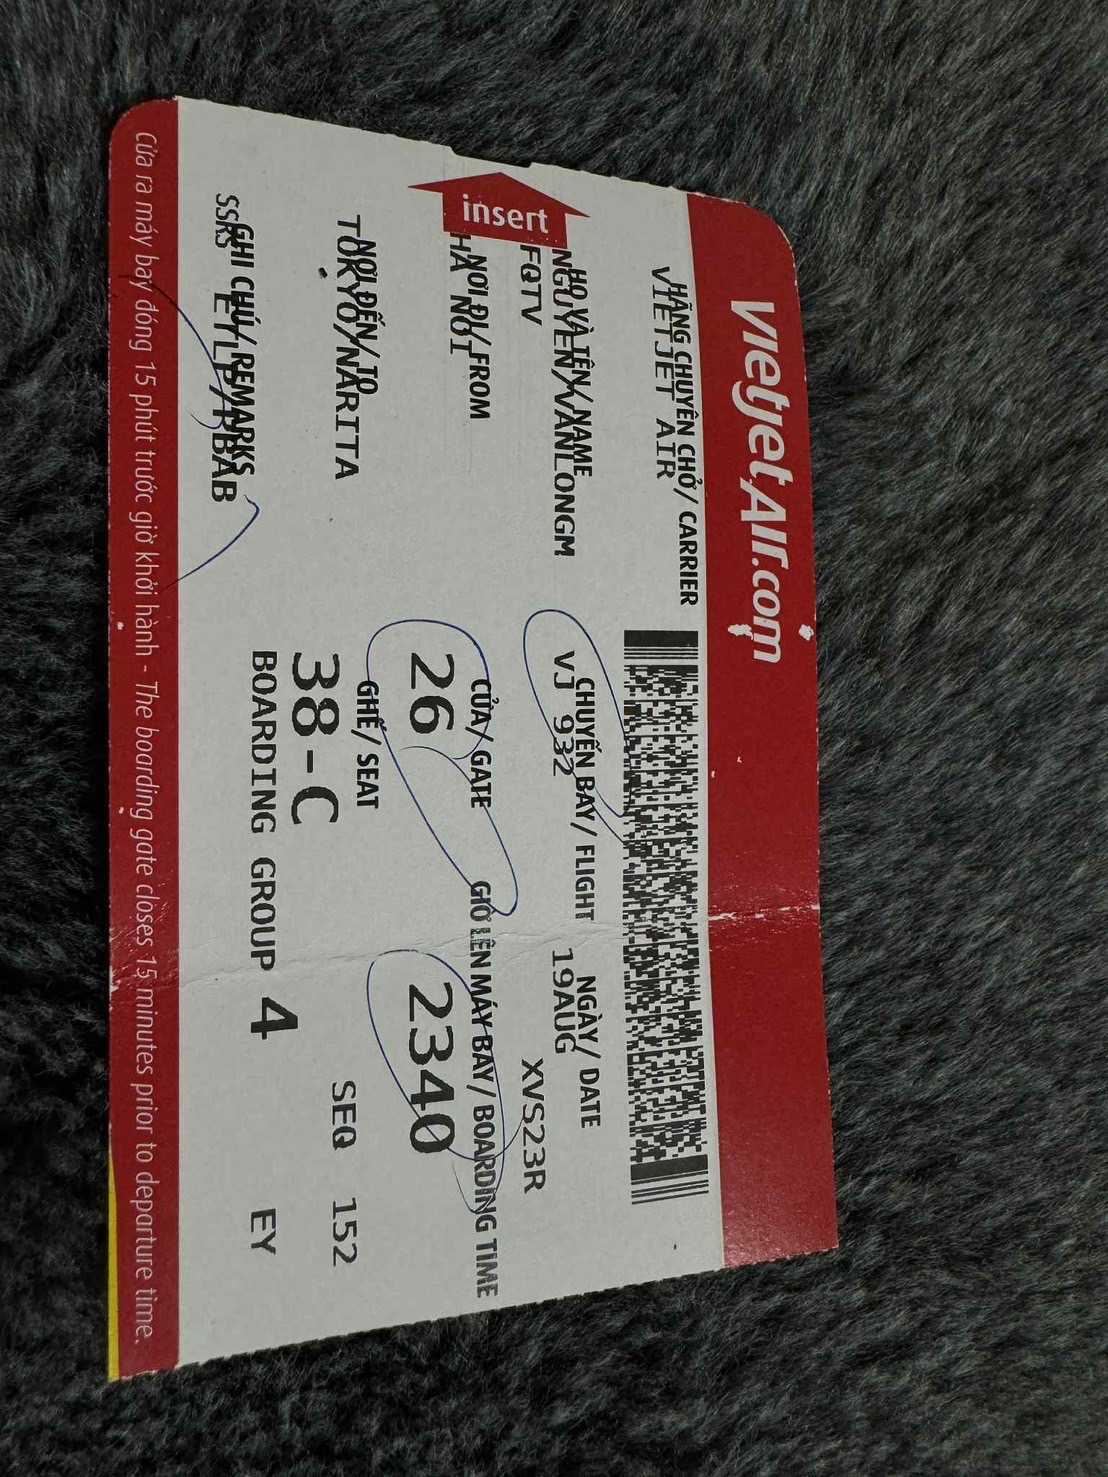 vietjetAir.com
HÃNG CHUYÊN CHỞ/ CARRIER
VIETJET AIR
HỌ VÀ TÊN/ NAME
NGUYEN/VANLONGM
CHUYẾN BAY/ FLIGHT
VJ 932
NGÀY/ DATE
19AUG
FQTV
XVS23R
insert
NƠI ĐI/ FROM
HA NOI
CỬA/ GATE
26
GIỜ LÊN MÁY BAY/ BOARDING TIME
2340
NƠI ĐẾN/ TO
TOKYO/NARITA
GHẾ/ SEAT
38-C
SEQ 152
GHI CHÚ/ REMARKS
SSRS
BOARDING GROUP 4 EY
Cửa ra máy bay đóng 15 phút trước giờ khởi hành - The boarding gate closes 15 minutes prior to departure time.